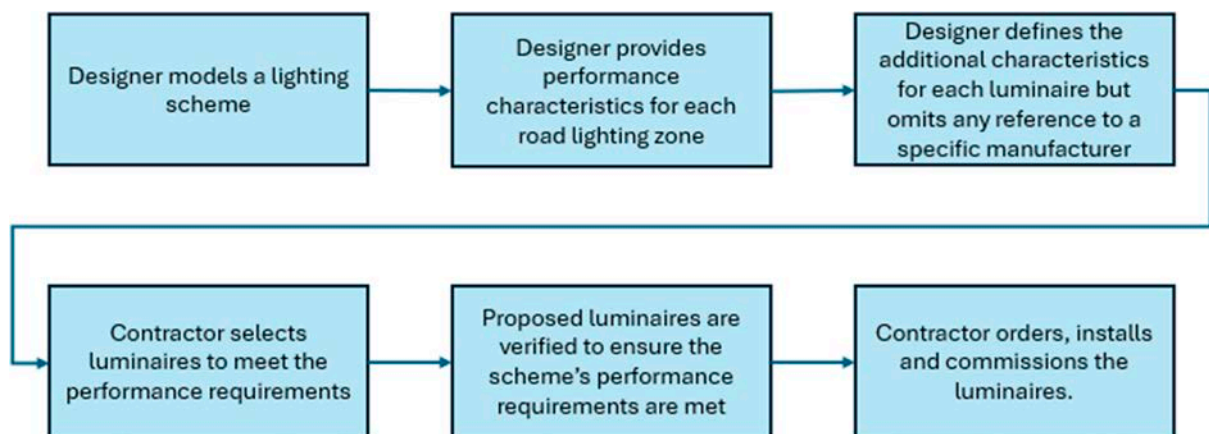 Designer models a lighting
scheme
Designer provides
performance
characteristics for each
road lighting zone
Designer defines the
additional characteristics
for each luminaire but
omits any reference to a
specific manufacturer
Contractor selects
luminaires to meet the
performance requirements
Proposed luminaires are
verified to ensure the
scheme’s performance
requirements are met
Contractor orders, installs
and commissions the
luminaires.